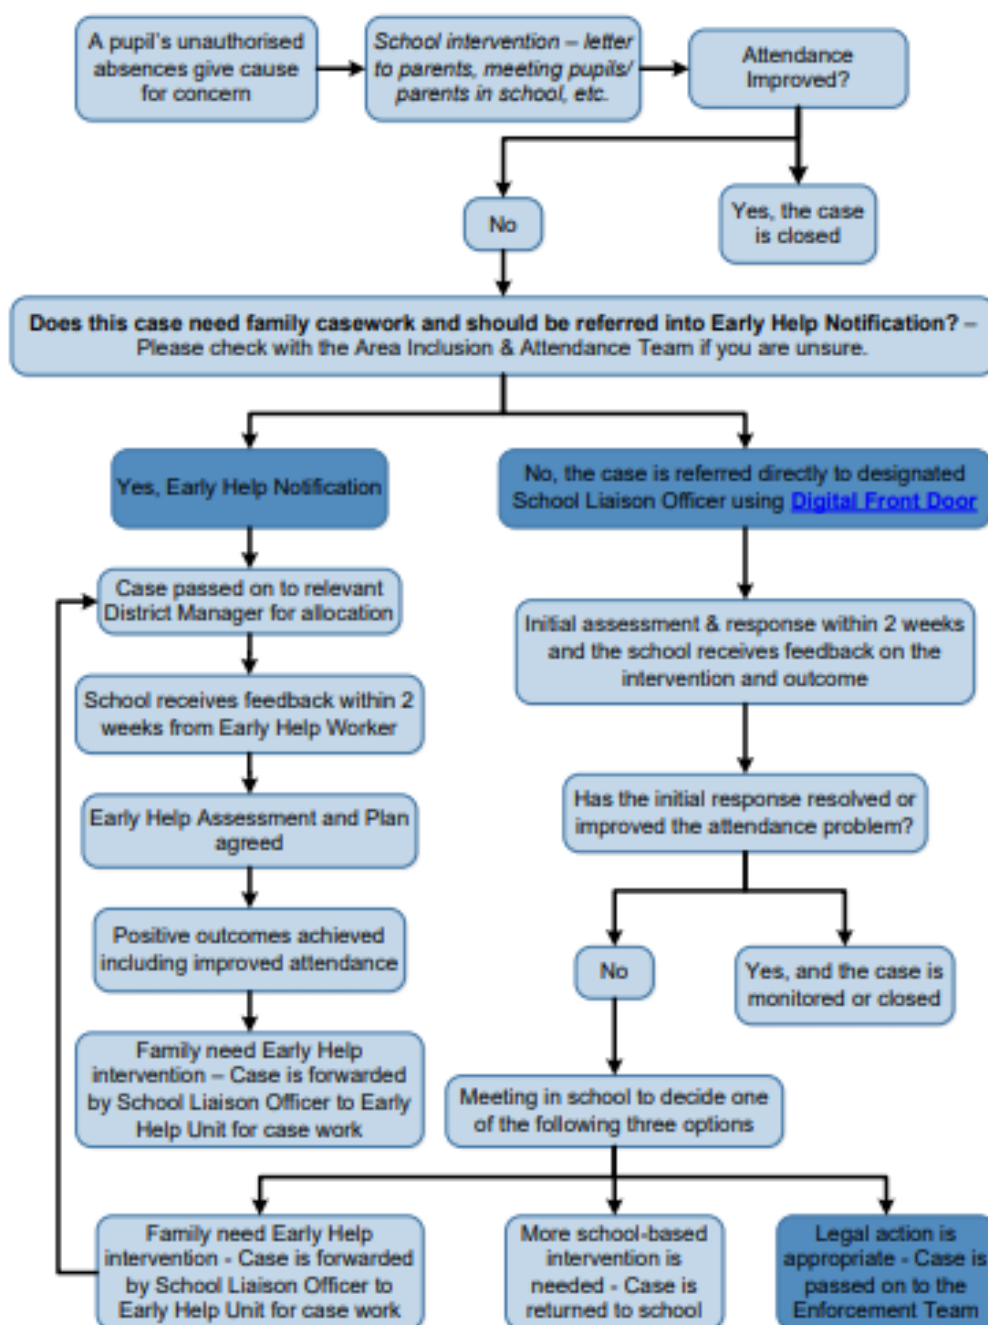 A pupil's unauthorised
absences give cause
for concern
School intervention – letter
to parents, meeting pupils/
parents in school, etc.
Attendance
Improved?
No
Yes, the case
is closed
Does this case need family casework and should be referred into Early Help Notification? –
Please check with the Area Inclusion & Attendance Team if you are unsure.
Yes, Early Help Notification
No, the case is referred directly to designated
School Liaison Officer using Digital Front Door
Case passed on to relevant
District Manager for allocation
School receives feedback within 2
weeks from Early Help Worker
Early Help Assessment and Plan
agreed
Positive outcomes achieved
including improved attendance
Family need Early Help
intervention – Case is forwarded
by School Liaison Officer to Early
Help Unit for case work
Initial assessment & response within 2 weeks
and the school receives feedback on the
intervention and outcome
Has the initial response resolved or
improved the attendance problem?
No
Yes, and the case is
monitored or closed
Meeting in school to decide one
of the following three options
Family need Early Help
intervention - Case is forwarded
by School Liaison Officer to
Early Help Unit for case work
More school-based
intervention is
needed - Case is
returned to school
Legal action is
appropriate - Case is
passed on to the
Enforcement Team